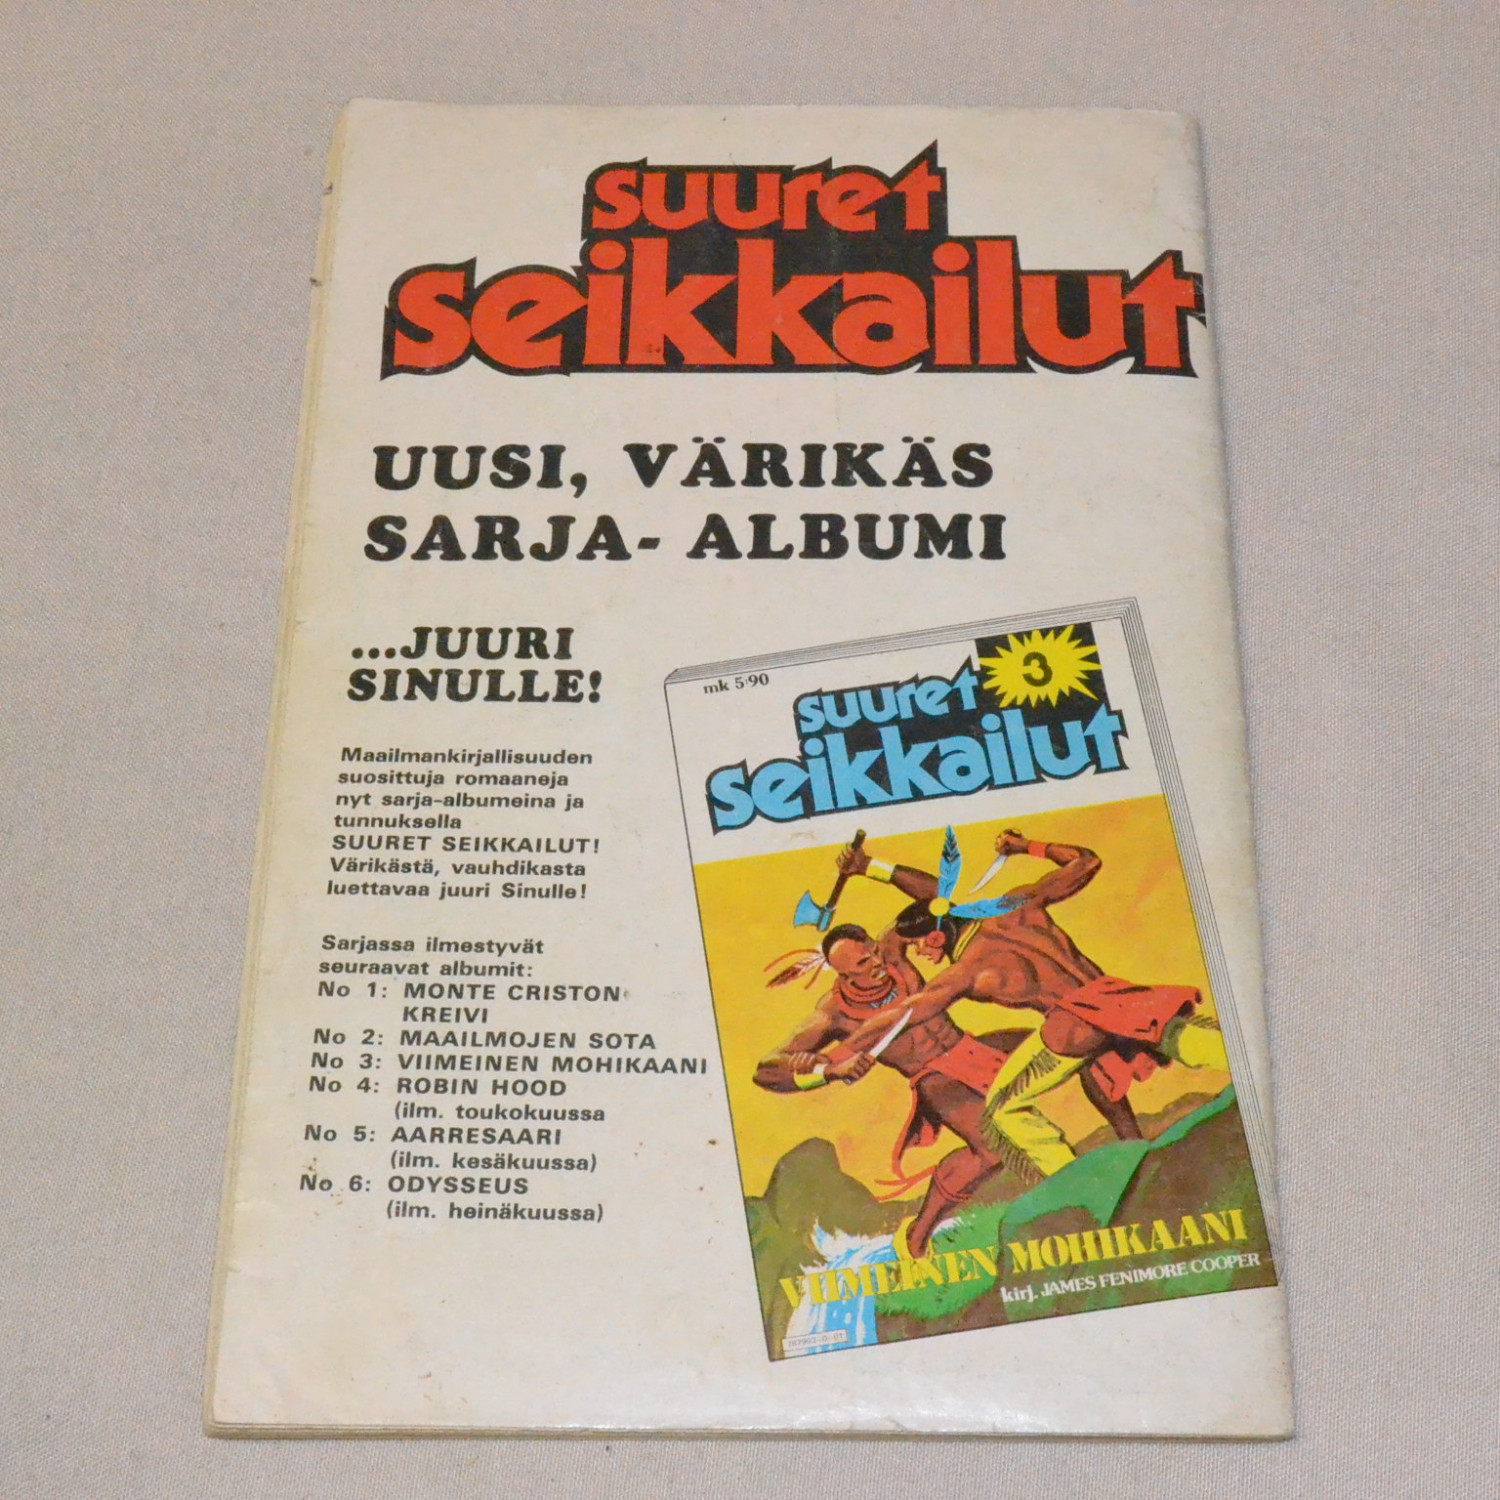 suuret
seikkailut
UUSI, VÄRIKÄS
SARJA- ALBUMI
...JUURI
SINULLE!
Maailmankirjallisuuden
suosittuja romaaneja
nyt sarja-albumeina ja
tunnuksella
SUURET SEIKKAILUT!
Värikästä, vauhdikasta
luettavaa juuri Sinulle!
Sarjassa ilmestyvät
seuraavat albumit:
No 1: MONTE CRISTON
KREIVI
No 2: MAAILMOJEN SOTA
No 3: VIIMEINEN MOHIKAANI
No 4: ROBIN HOOD
(ilm. toukokuussa
No 5: AARRESAARI
(ilm. kesäkuussa)
No 6: ODYSSEUS
(ilm. heinäkuussa)
mk 5:90
3
suuret
seikkailut
VIIMEINEN MOHIKAANI
kirj. JAMES FENIMORE COOPER